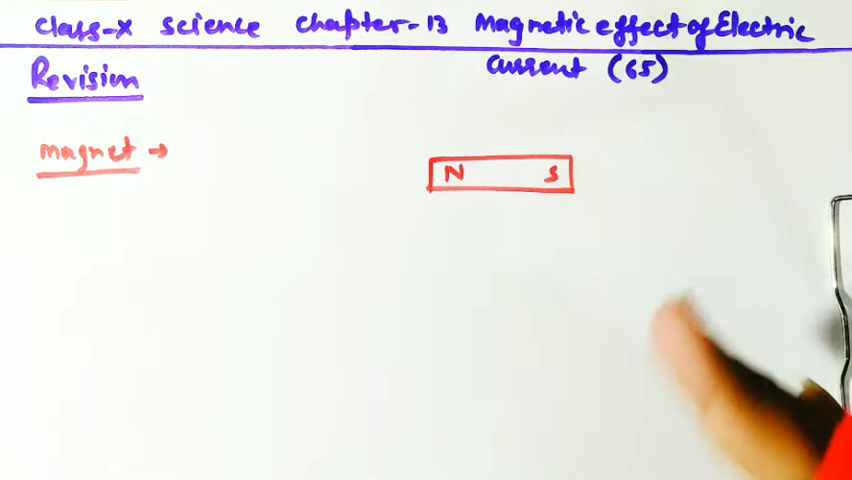 class-x science chapter-13 Magnetic effect of Electric
current (65)
Revision
magnet →
N S